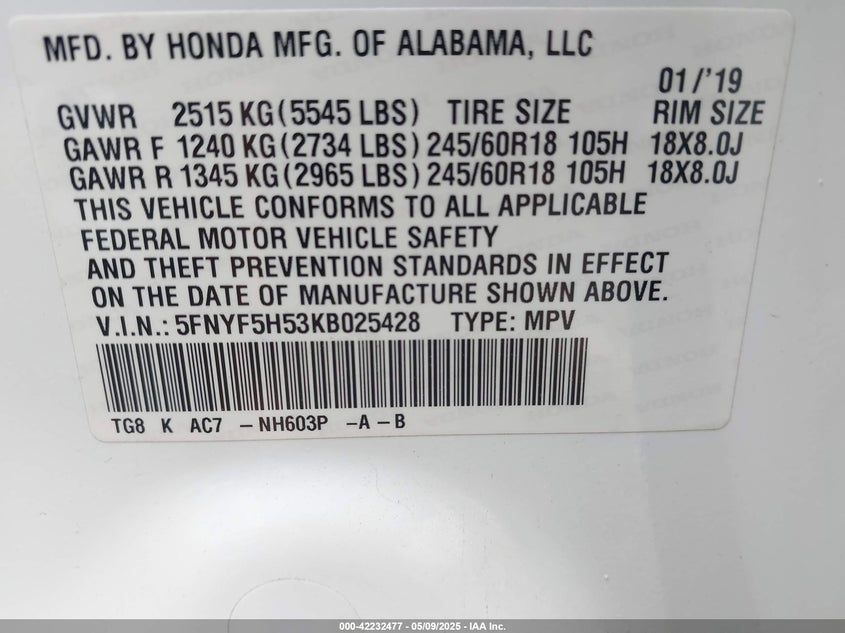 MFD. BY HONDA MFG. OF ALABAMA, LLC
01/'19
GVWR 2515 KG (5545 LBS) TIRE SIZE RIM SIZE
GAWR F 1240 KG (2734 LBS) 245/60R18 105H 18X8.0J
GAWR R 1345 KG (2965 LBS) 245/60R18 105H 18X8.0J
THIS VEHICLE CONFORMS TO ALL APPLICABLE
FEDERAL MOTOR VEHICLE SAFETY
AND THEFT PREVENTION STANDARDS IN EFFECT
ON THE DATE OF MANUFACTURE SHOWN ABOVE.
V.I.N.: 5FNYF5H53KB025428 TYPE: MPV
TG8 K AC7 -NH603P -A-B
000-42232477 - 05/09/2025 - IAA Inc.